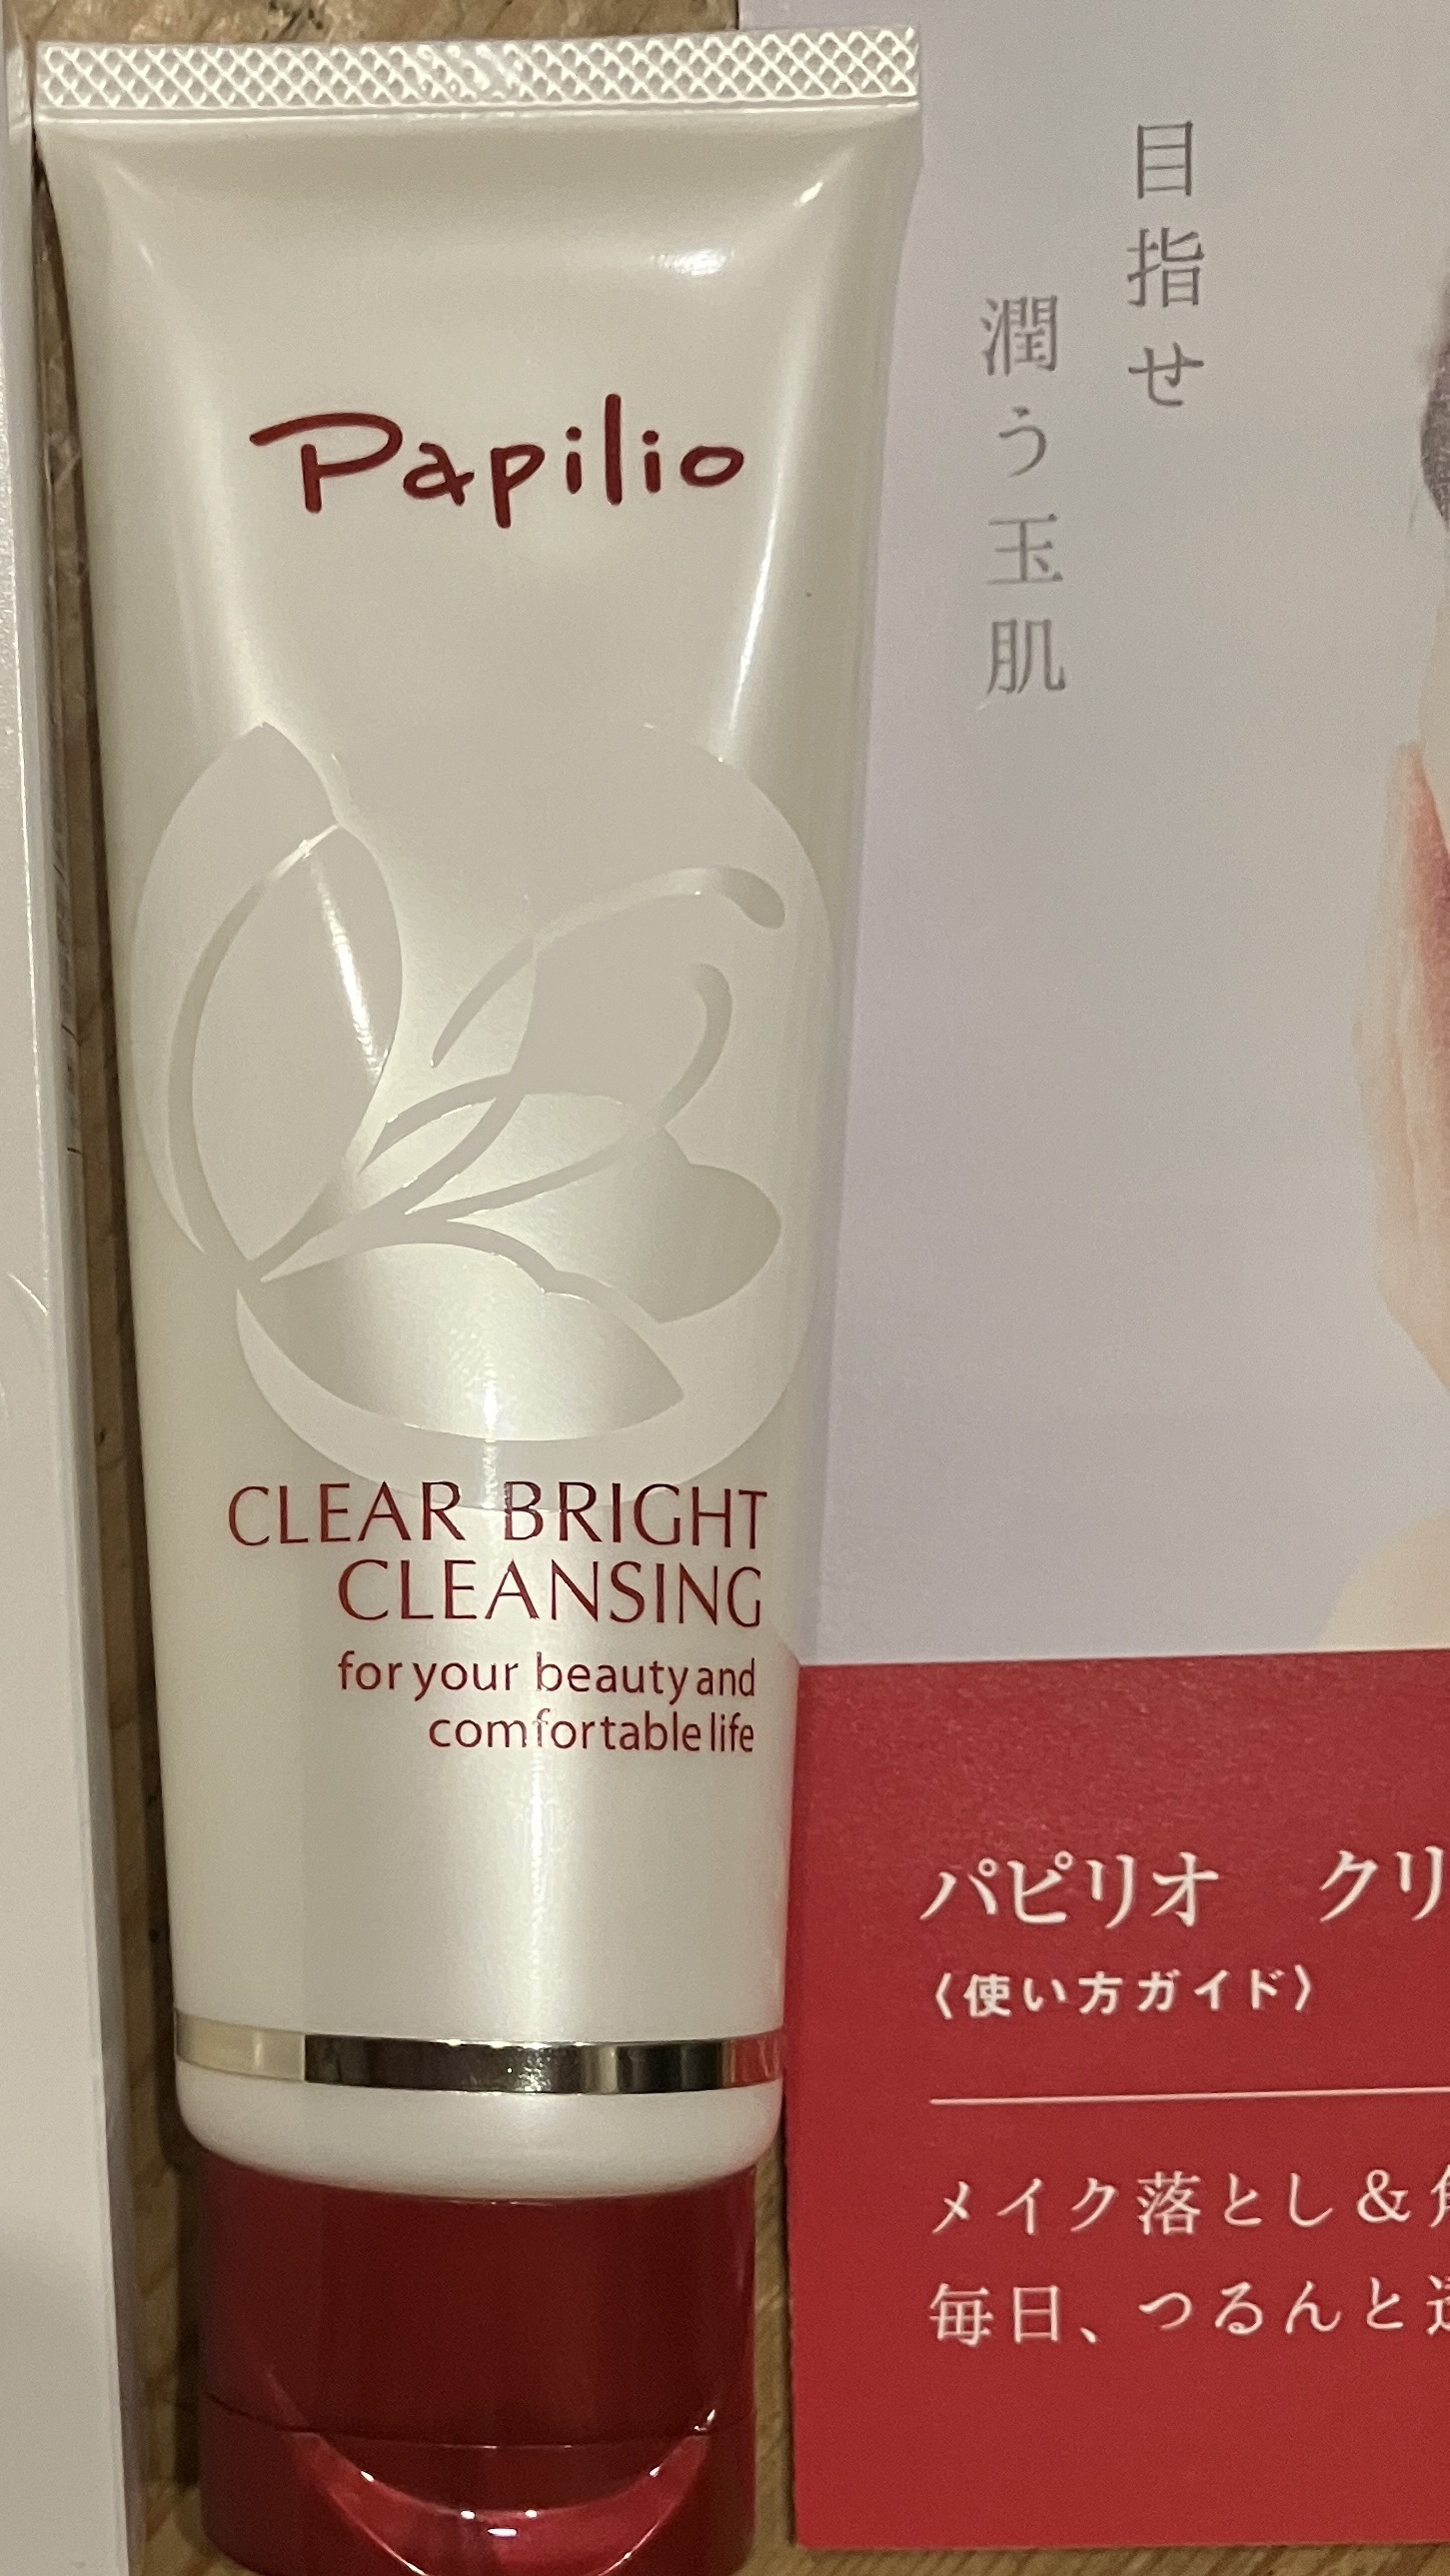 Papilio
CLEAR BRIGHT
CLEANSING
for your beauty and
comfortable life
目指せ
潤う玉肌
パピリオ　クリ
〈使い方ガイド〉
メイク落とし&
毎日、つるんと